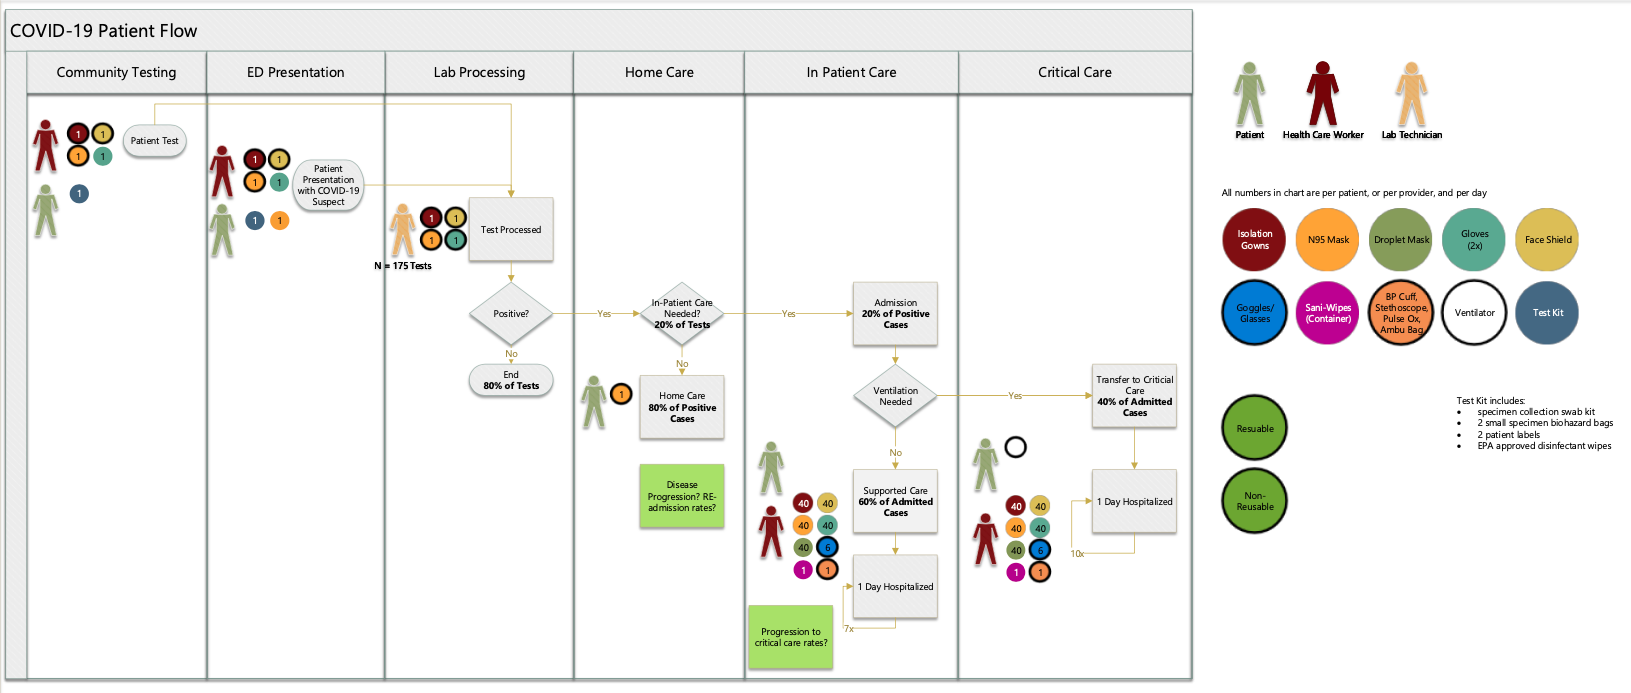 COVID-19 Patient Flow
Community Testing
ED Presentation
Lab Processing
Home Care
In Patient Care
Critical Care
1
1
1
1
Patient Test
1
1
1
1
1
Patient
Presentation
with COVID-19
Suspect
1
1
1
1
1
1
Test Processed
N = 175 Tests
Positive?
Yes
No
End
80% of Tests
In-Patient Care
Needed?
20% of Tests
Yes
No
1
Home Care
80% of Positive
Cases
Disease
Progression? RE-
admission rates?
Admission
20% of Positive
Cases
Ventilation
Needed
Yes
No
40
40
40
40
40
6
1
1
Supported Care
60% of Admitted
Cases
1 Day Hospitalized
7x
Progression to
critical care rates?
Transfer to Criticial
Care
40% of Admitted
Cases
40
40
40
40
40
6
1
1
1 Day Hospitalized
10x
Patient
Health Care Worker
Lab Technician
All numbers in chart are per patient, or per provider, and per day
Isolation
Gowns
N95 Mask
Droplet Mask
Gloves
(2x)
Face Shield
Goggles/
Glasses
Sani-Wipes
(Container)
BP Cuff,
Stethoscope,
Pulse Ox,
Ambu Bag
Ventilator
Test Kit
Resuable
Non-
Reusable
Test Kit includes:
• specimen collection swab kit
• 2 small specimen biohazard bags
• 2 patient labels
• EPA approved disinfectant wipes